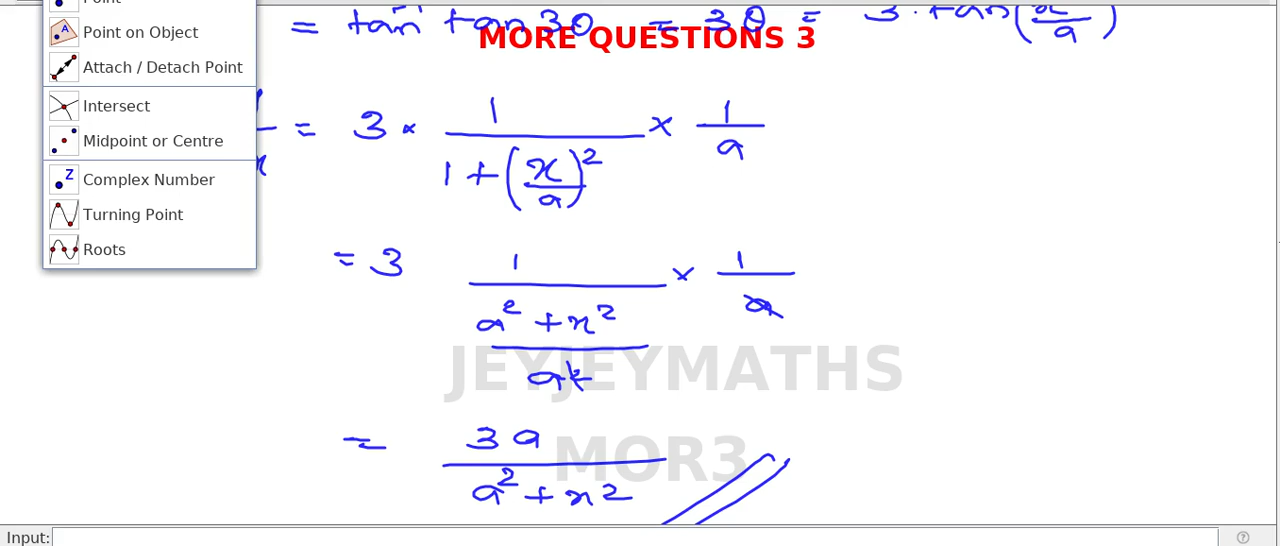 Point
Point on Object
Attach / Detach Point
Intersect
Midpoint or Centre
Complex Number
Turning Point
Roots
MORE QUESTIONS 3
= tan⁻¹ tan3θ = 3θ = 3·tan⁻¹(x/a)
= 3 × 1/(1+(x/a)²) × 1/a
= 3 1/((a²+x²)/a²) × 1/a
= 3a/(a²+x²)
JEYJEYMATHS
MOR3
Input: